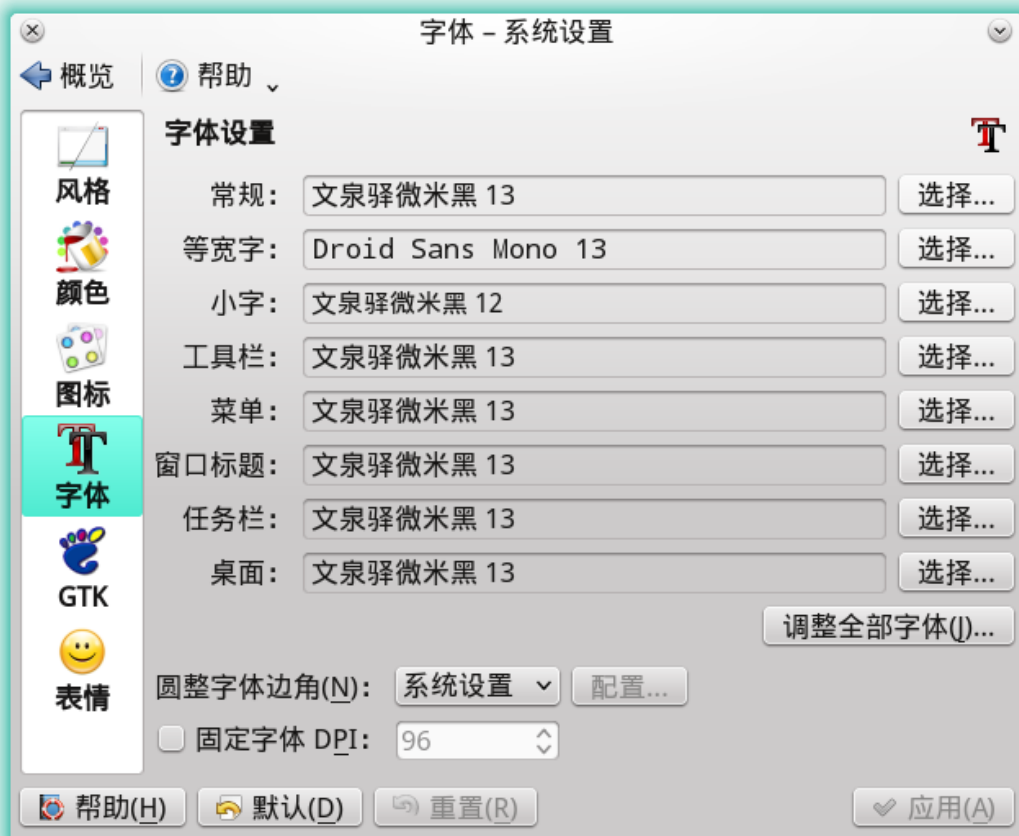 字体 – 系统设置
概览 帮助
字体设置
风格
颜色
图标
字体
GTK
表情
常规: 文泉驿微米黑 13 选择...
等宽字: Droid Sans Mono 13 选择...
小字: 文泉驿微米黑 12 选择...
工具栏: 文泉驿微米黑 13 选择...
菜单: 文泉驿微米黑 13 选择...
窗口标题: 文泉驿微米黑 13 选择...
任务栏: 文泉驿微米黑 13 选择...
桌面: 文泉驿微米黑 13 选择...
调整全部字体(J)...
圆整字体边角(N): 系统设置 配置...
固定字体 DPI: 96
帮助(H) 默认(D) 重置(R) 应用(A)